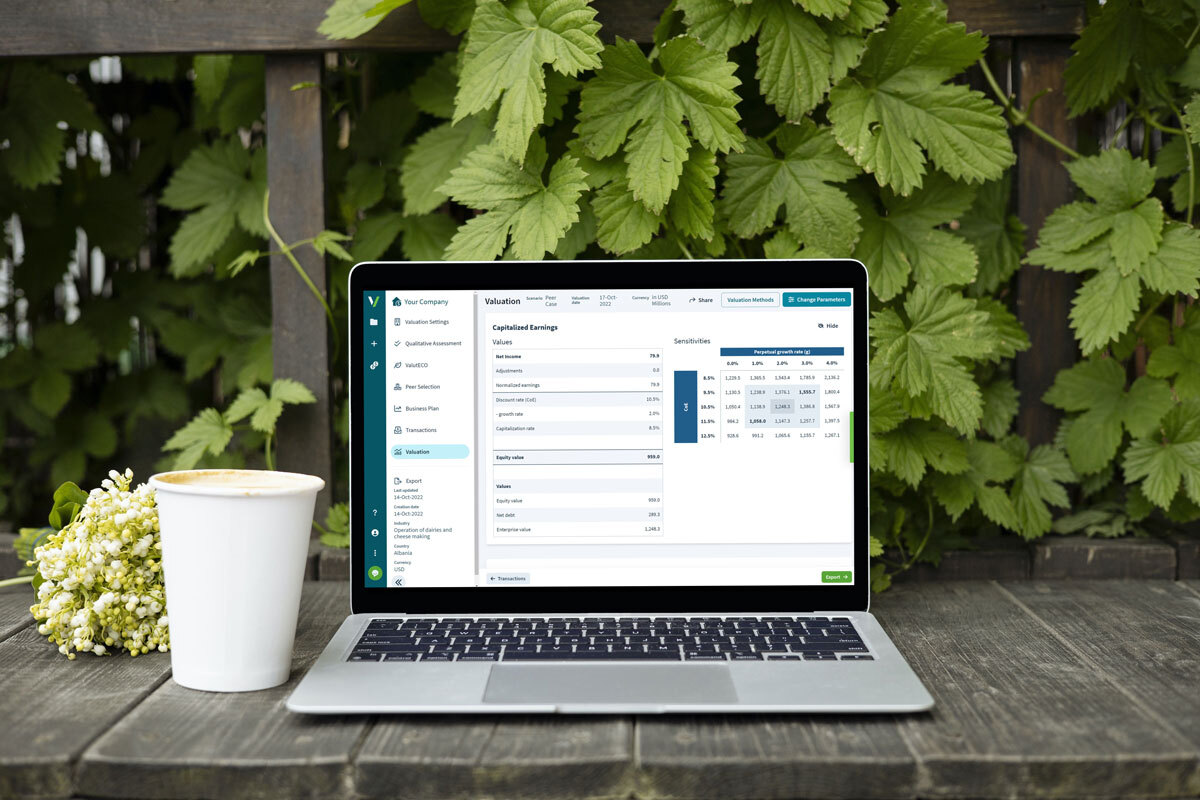 Your Company
Valuation Settings
Qualitative Assessment
ValutECO
Peer Selection
Business Plan
Transactions
Valuation
Export
Last updated
14-Oct-2022
Creation date
14-Oct-2022
Industry
Operation of dairies and
cheese making
Country
Albania
Currency
USD
Valuation
Scenario Peer Case
Valuation date 17-Oct-2022
Currency in USD Millions
Share
Valuation Methods
Change Parameters
Capitalized Earnings
Hide
Values
Net Income 79.9
Adjustments 0.0
Normalized earnings 79.9
Discount rate (CoE) 10.5%
- growth rate 2.0%
Capitalization rate 8.5%
Equity value 959.0
Values
Equity value 959.0
Net debt 289.3
Enterprise value 1,248.3
Sensitivities
Perpetual growth rate (g)
0.0% 1.0% 2.0% 3.0% 4.0%
CoE
8.5% 1,229.5 1,365.5 1,543.4 1,785.9 2,136.2
9.5% 1,130.5 1,238.9 1,376.1 1,555.7 1,800.4
10.5% 1,050.4 1,138.9 1,248.3 1,386.8 1,567.9
11.5% 984.2 1,058.0 1,147.3 1,257.7 1,397.5
12.5% 928.6 991.2 1,065.6 1,155.7 1,267.1
Transactions
Export